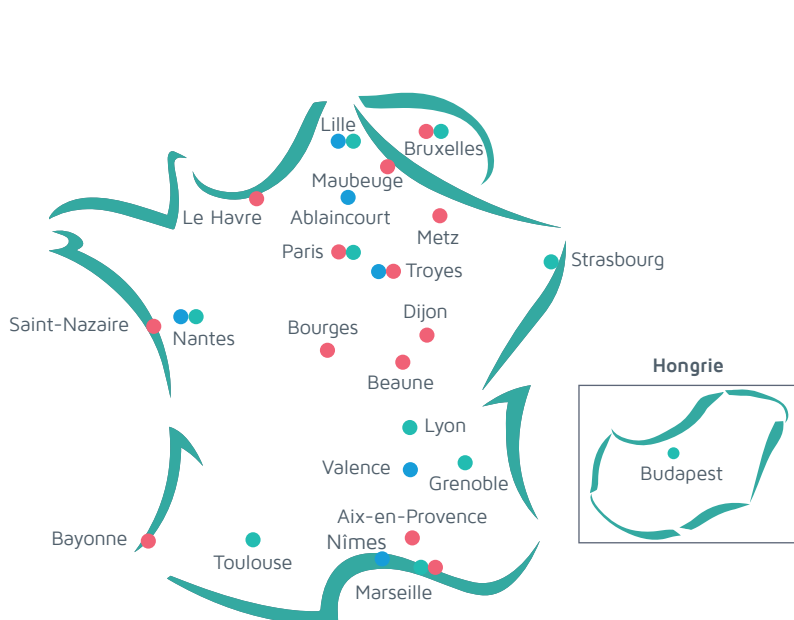 Lille
Bruxelles
Maubeuge
Le Havre
Ablaincourt
Metz
Paris
Strasbourg
Troyes
Dijon
Saint-Nazaire
Bourges
Nantes
Hongrie
Beaune
Lyon
Valence
Budapest
Grenoble
Aix-en-Provence
Bayonne
Nîmes
Toulouse
Marseille